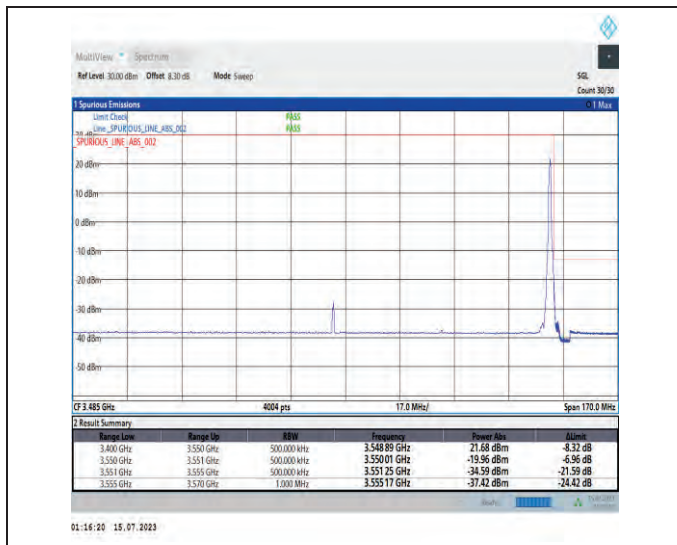 MultiView Spectrum
Ref Level 30.00 dBm Offset 8.30 dB Mode Sweep SGL
Count 30/30
1 Spurious Emissions 1 Max
Limit Check PASS
Line _SPURIOUS_LINE_ABS_002 PASS
SPURIOUS_LINE_ABS_002
20 dBm
10 dBm
0 dBm
-10 dBm
-20 dBm
-30 dBm
-40 dBm
-50 dBm
CF 3.485 GHz 4004 pts 17.0 MHz/ Span 170.0 MHz
2 Result Summary
Range Low Range Up RBW Frequency Power Abs ΔLimit
3.400 GHz 3.550 GHz 500.000 kHz 3.548 89 GHz 21.68 dBm -8.32 dB
3.550 GHz 3.551 GHz 500.000 kHz 3.550 01 GHz -19.96 dBm -6.96 dB
3.551 GHz 3.555 GHz 500.000 kHz 3.551 25 GHz -34.59 dBm -21.59 dB
3.555 GHz 3.570 GHz 1.000 MHz 3.555 17 GHz -37.42 dBm -24.42 dB
01:16:20 15.07.2023